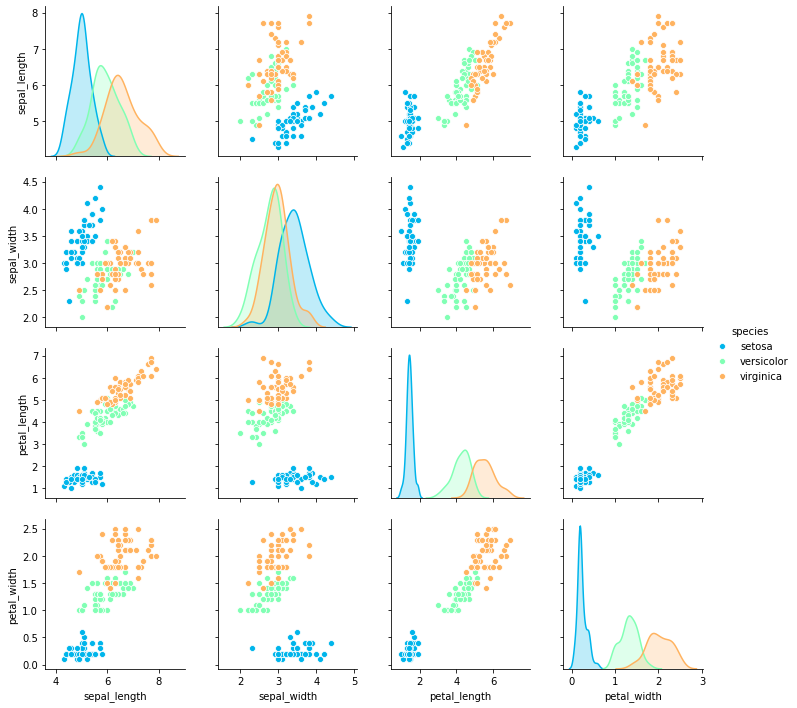 sepal_length
8
7
6
5
sepal_width
4.5
4.0
3.5
3.0
2.5
2.0
species
setosa
versicolor
virginica
petal_length
7
6
5
4
3
2
1
petal_width
2.5
2.0
1.5
1.0
0.5
0.0
4 6 8 2 3 4 5 2 4 6 0 1 2 3
sepal_length sepal_width petal_length petal_width